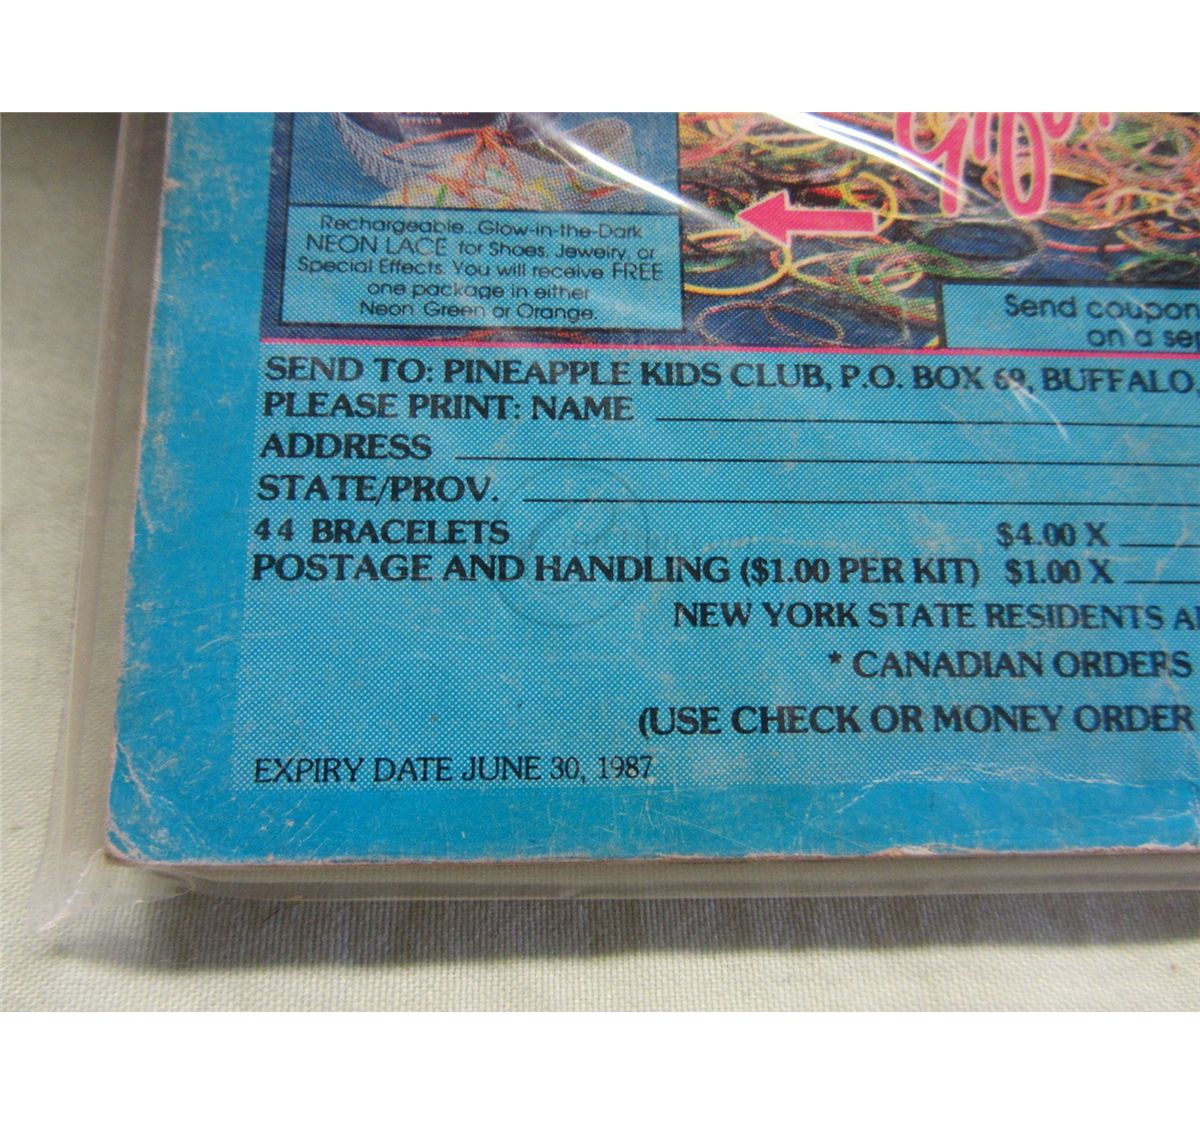 EFFECTS
Rechargeable.. Glow-in-the-Dark
NEON LACE for Shoes, Jewelry, or
Special Effects. You will receive FREE
one package in either
Neon Green or Orange.
Send coupon
on a
SEND TO: PINEAPPLE KIDS CLUB, P.O. BOX 69, BUFFALO,
PLEASE PRINT: NAME
ADDRESS
STATE/PROV.
44 BRACELETS $4.00 X
POSTAGE AND HANDLING ($1.00 PER KIT) $1.00 X
NEW YORK STATE RESIDENTS
* CANADIAN ORDERS
(USE CHECK OR MONEY ORDER
EXPIRY DATE JUNE 30, 1987